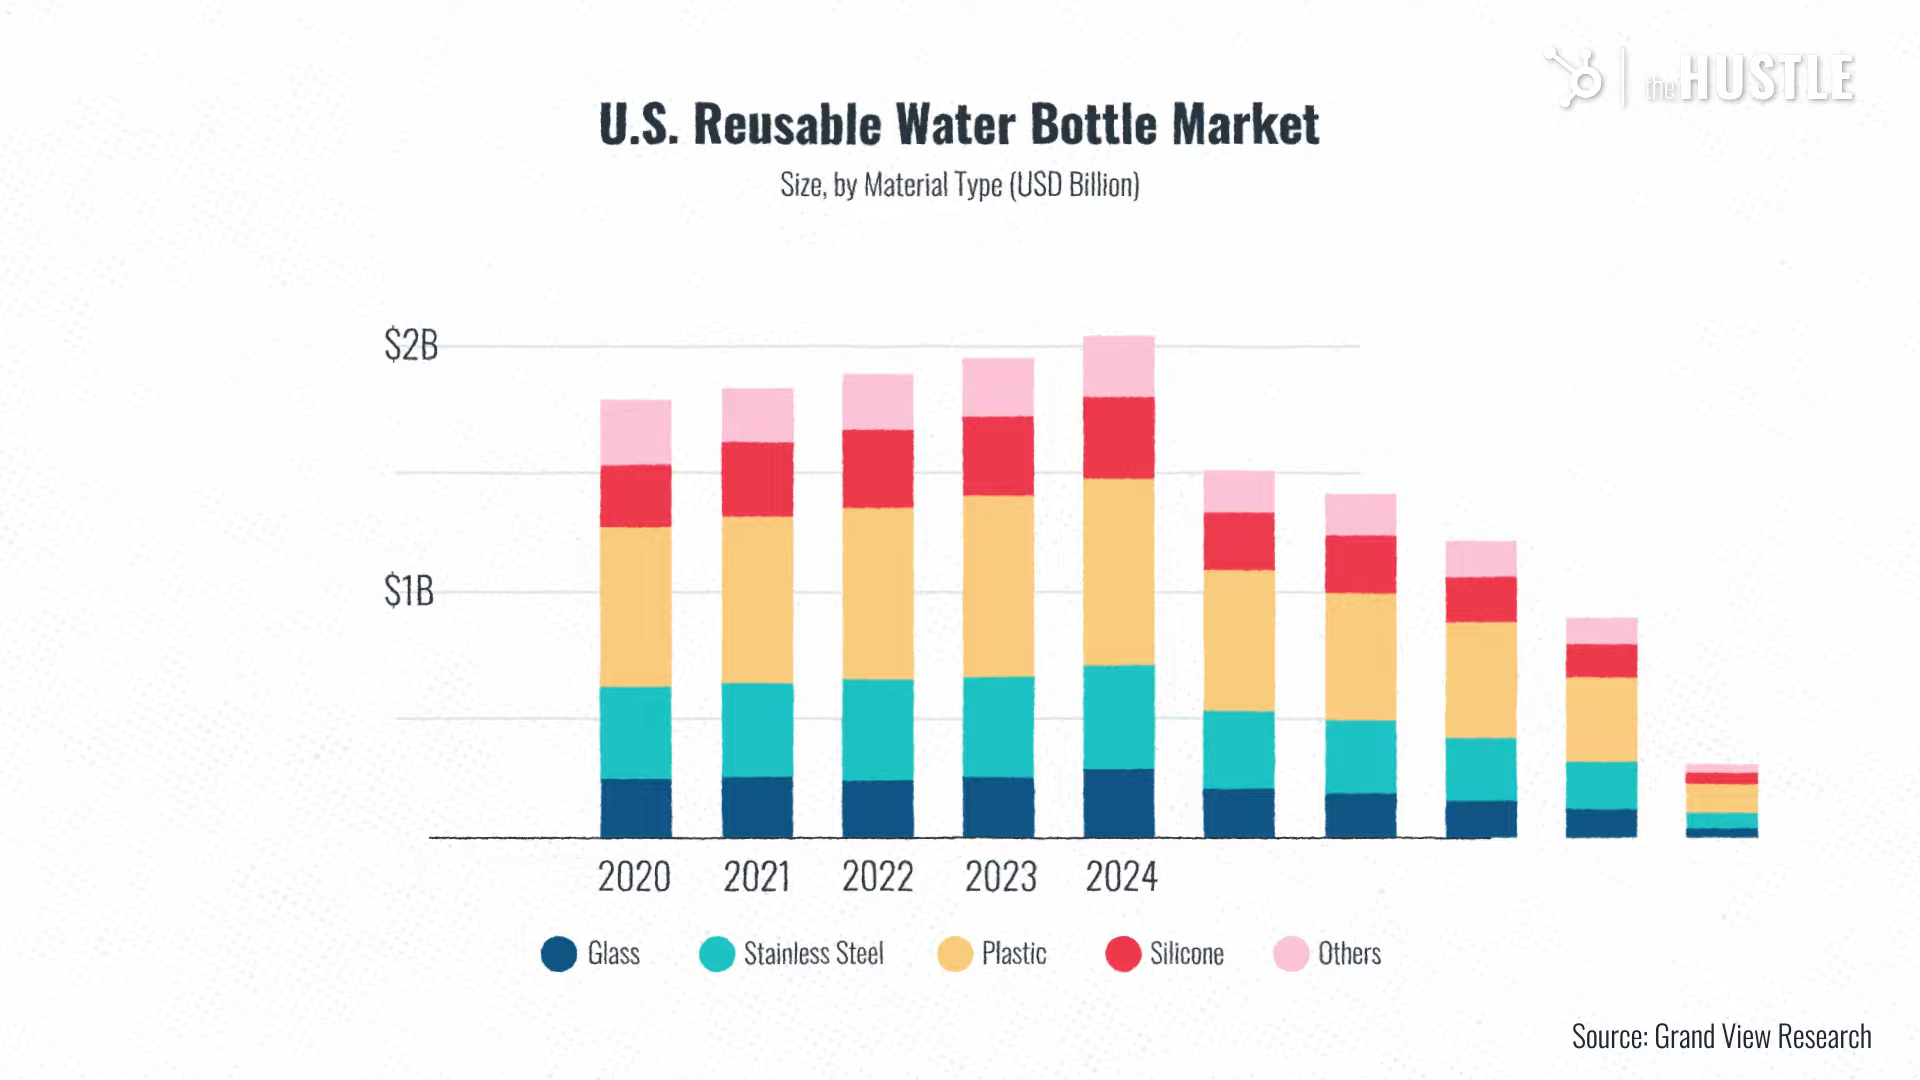 the HUSTLE
U.S. Reusable Water Bottle Market
Size, by Material Type (USD Billion)
$2B
$1B
2020 2021 2022 2023 2024
Glass Stainless Steel Plastic Silicone Others
Source: Grand View Research